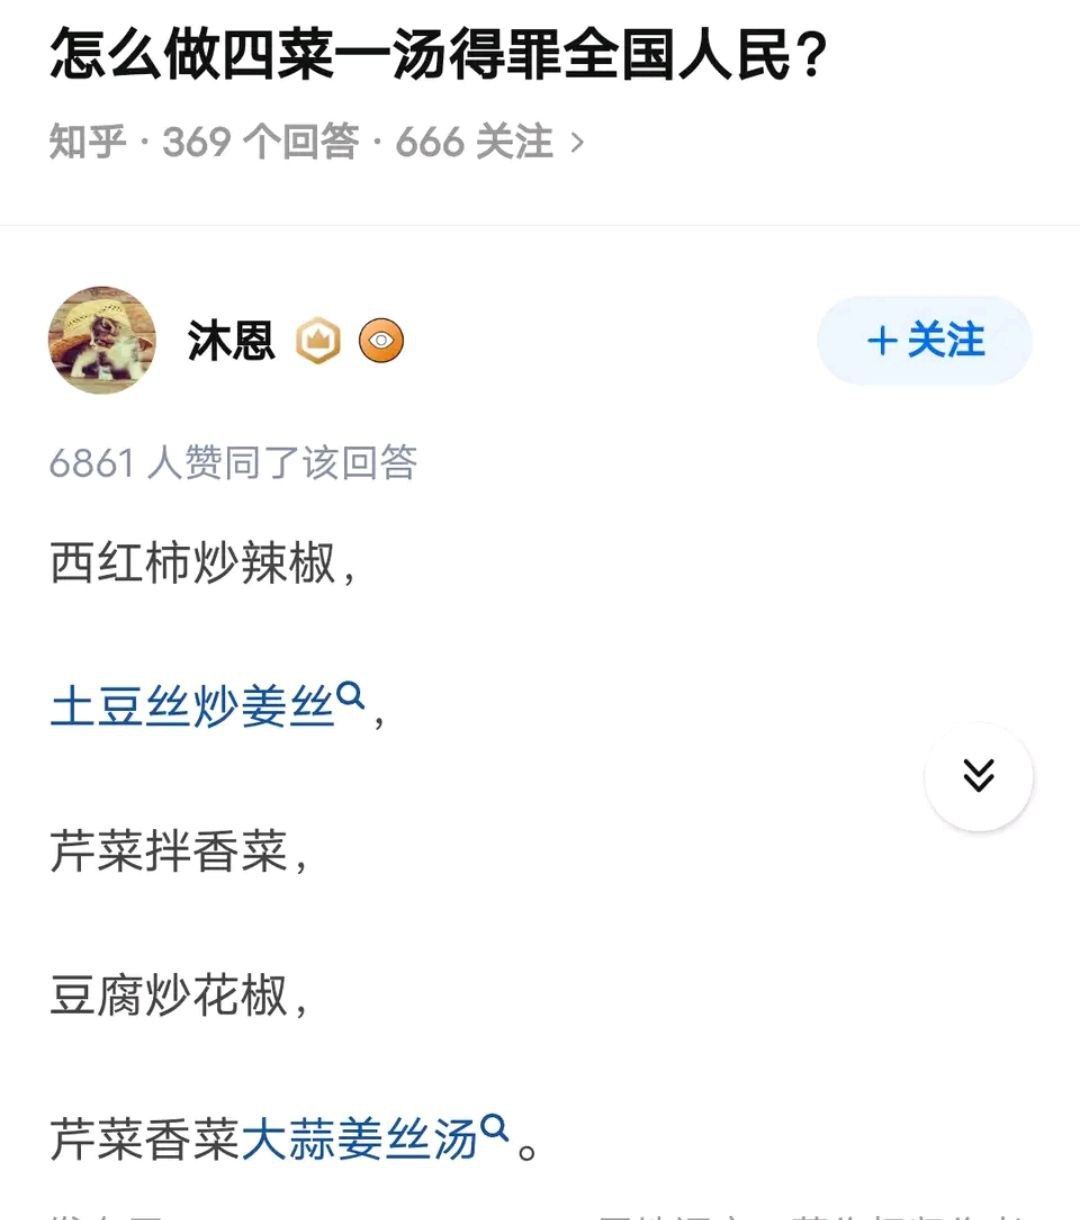 怎么做四菜一汤得罪全国人民?
知乎 · 369 个回答 · 666 关注 >
沐恩
+ 关注
6861 人赞同了该回答
西红柿炒辣椒,
土豆丝炒姜丝,
芹菜拌香菜,
豆腐炒花椒,
芹菜香菜大蒜姜丝汤。